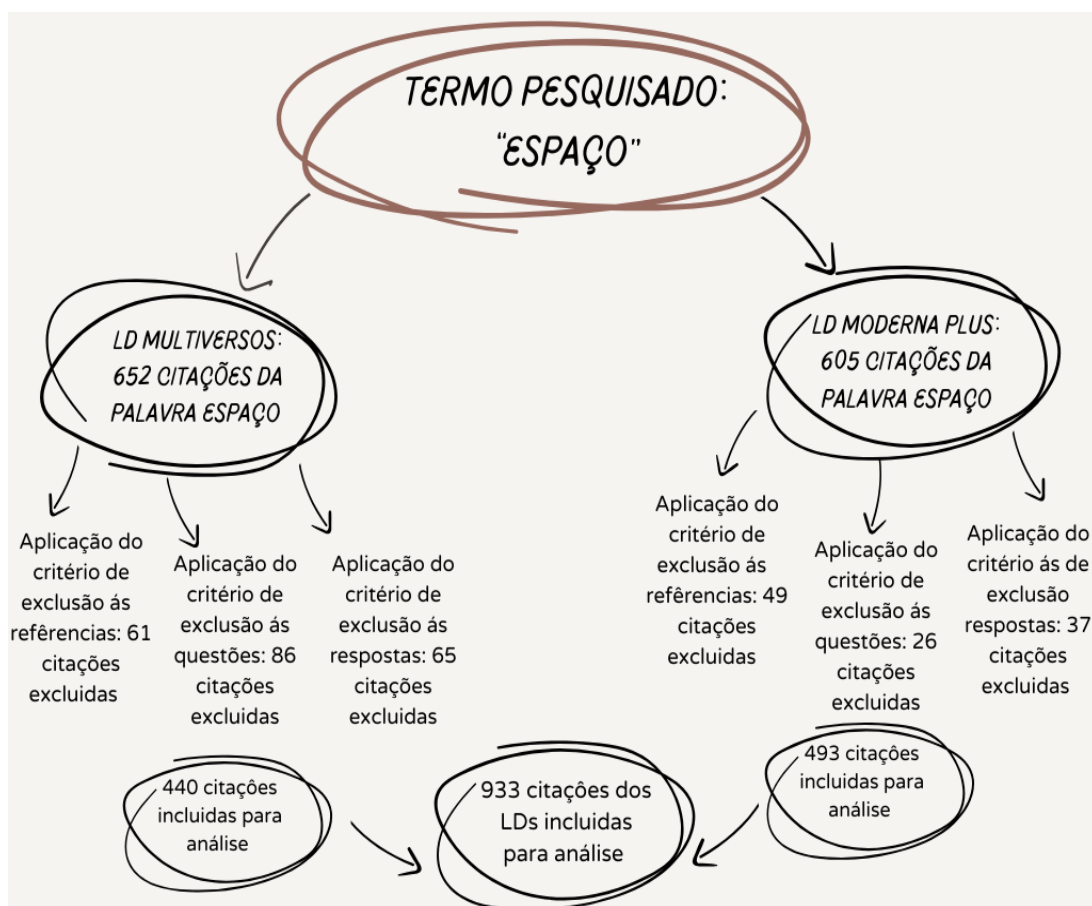 TERMO PESQUISADO:
"ESPAÇO"
LD MULTIVERSOS:
652 CITAÇÕES DA
PALAVRA ESPAÇO
LD MODERNA PLUS:
605 CITAÇÕES DA
PALAVRA ESPAÇO
Aplicação do
critério de
exclusão ás
refêrencias: 61
citações
excluidas
Aplicação do
critério de
exclusão ás
questões: 86
citações
excluidas
Aplicação do
critério de
exclusão ás
respostas: 65
citações
excluidas
Aplicação do
critério de
exclusão ás
refêrencias: 49
citações
excluidas
Aplicação do
critério de
exclusão ás
questões: 26
citações
excluidas
Aplicação do
critério ás de
exclusão
respostas: 37
citações
excluidas
440 citações
incluidas para
análise
933 citações dos
LDs incluidas
para análise
493 citações
incluidas para
análise